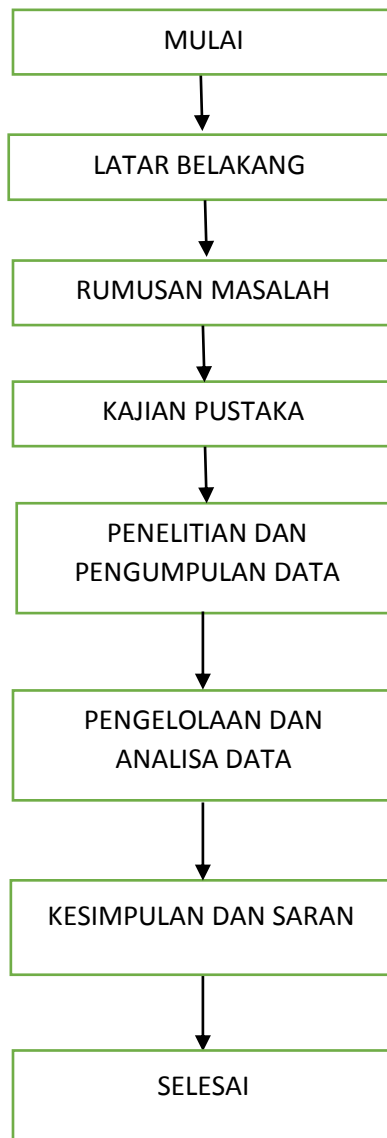 MULAI
LATAR BELAKANG
RUMUSAN MASALAH
KAJIAN PUSTAKA
PENELITIAN DAN
PENGUMPULAN DATA
PENGELOLAAN DAN
ANALISA DATA
KESIMPULAN DAN SARAN
SELESAI